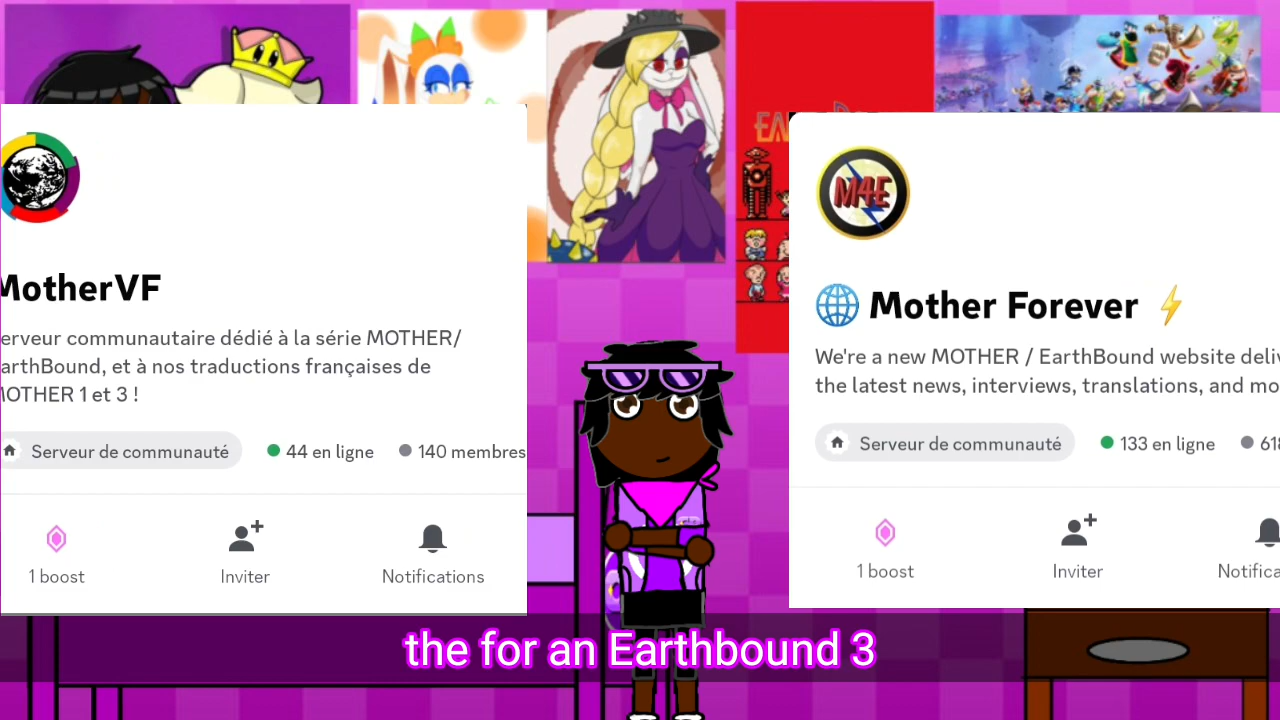 MotherVF
erveur communautaire dédié à la série MOTHER/
arthBound, et à nos traductions françaises de
MOTHER 1 et 3 !
Serveur de communauté
44 en ligne
140 membres
1 boost
Inviter
Notifications
M4E
Mother Forever
We're a new MOTHER / EarthBound website deliv
the latest news, interviews, translations, and mo
Serveur de communauté
133 en ligne
618
1 boost
Inviter
Notifica
the for an Earthbound 3